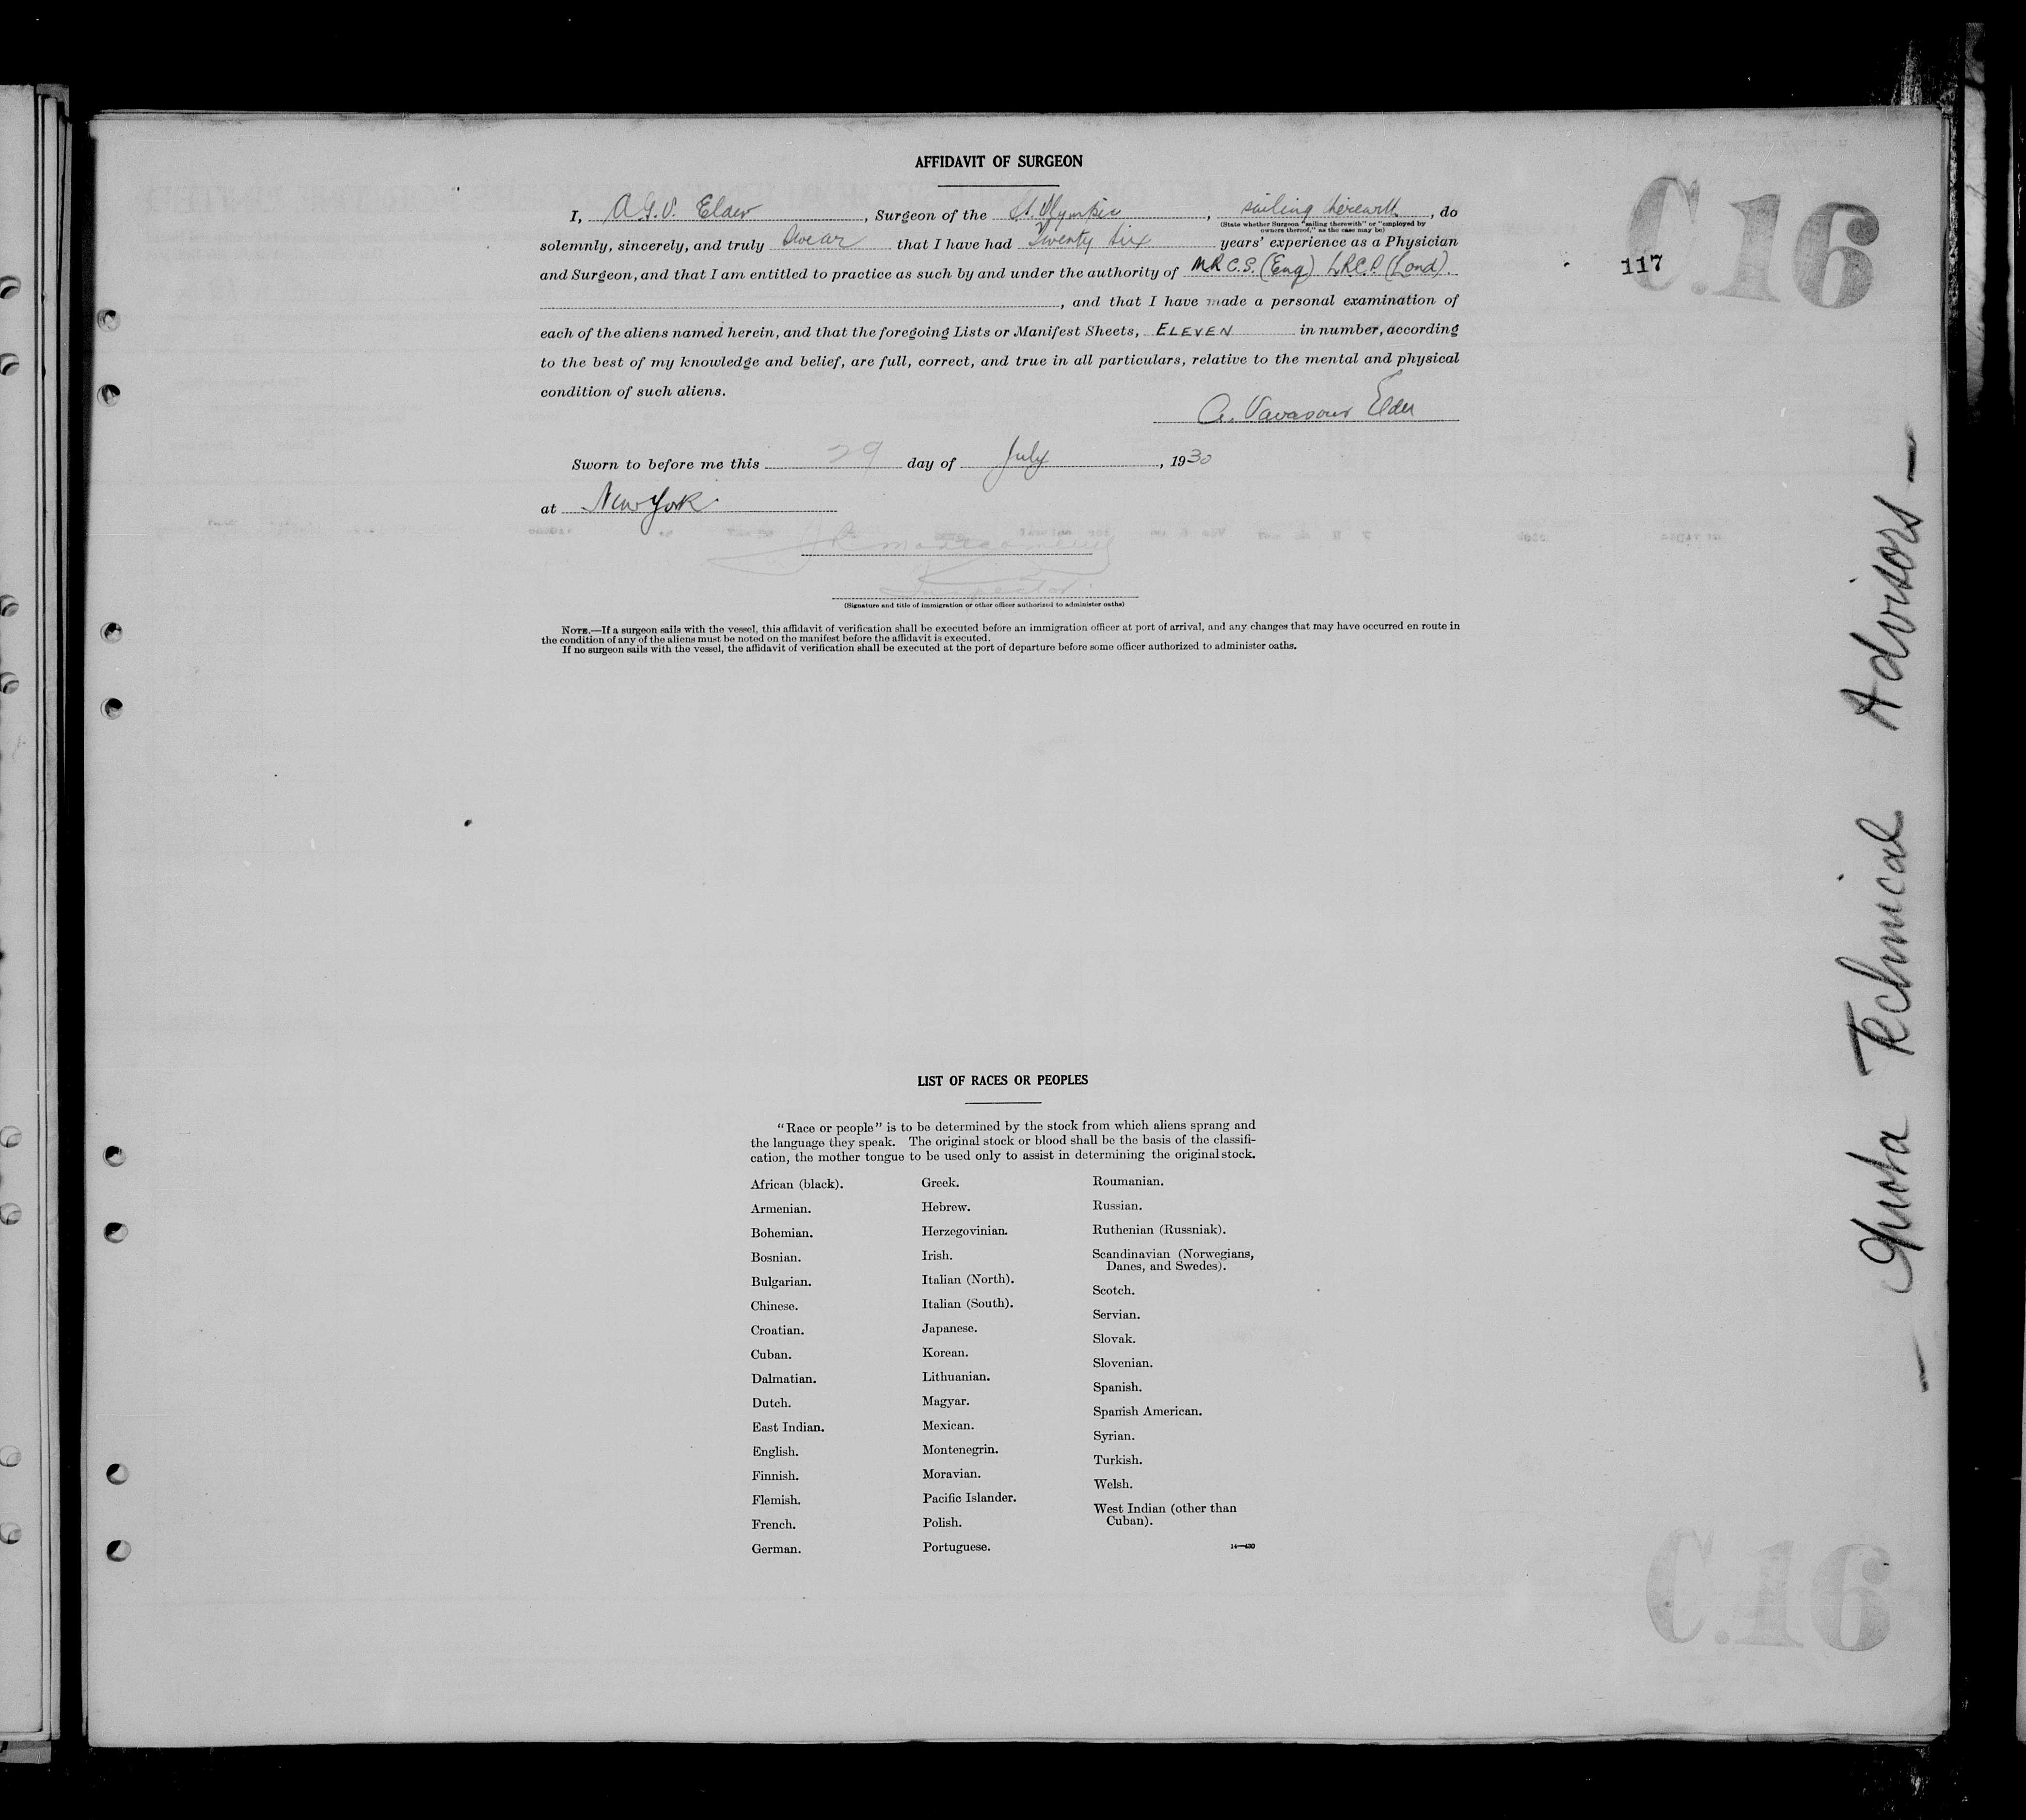 AFFIDAVIT OF SURGEON
C.16
I, A.G.V. Elder, Surgeon of the St. Olympic, sailing therewith, do
(State whether Surgeon "sailing therewith" or "employed by
owners thereof," as the case may be)
solemnly, sincerely, and truly swear that I have had Twenty six years' experience as a Physician
and Surgeon, and that I am entitled to practice as such by and under the authority of M.R.C.S. (Eng) L.R.C.P. (Lond).
117
, and that I have made a personal examination of
each of the aliens named herein, and that the foregoing Lists or Manifest Sheets, ELEVEN in number, according
to the best of my knowledge and belief, are full, correct, and true in all particulars, relative to the mental and physical
condition of such aliens.
A. Vavasour Elder
Sworn to before me this 29 day of July, 1930
at New York
Inspector
(Signature and title of immigration or other officer authorized to administer oaths)
NOTE.—If a surgeon sails with the vessel, this affidavit of verification shall be executed before an immigration officer at port of arrival, and any changes that may have occurred en route in
the condition of any of the aliens must be noted on the manifest before the affidavit is executed.
If no surgeon sails with the vessel, the affidavit of verification shall be executed at the port of departure before some officer authorized to administer oaths.
— Quota Technical Advisors —
LIST OF RACES OR PEOPLES
"Race or people" is to be determined by the stock from which aliens sprang and
the language they speak. The original stock or blood shall be the basis of the classifi-
cation, the mother tongue to be used only to assist in determining the original stock.
African (black).
Armenian.
Bohemian.
Bosnian.
Bulgarian.
Chinese.
Croatian.
Cuban.
Dalmatian.
Dutch.
East Indian.
English.
Finnish.
Flemish.
French.
German.
Greek.
Hebrew.
Herzegovinian.
Irish.
Italian (North).
Italian (South).
Japanese.
Korean.
Lithuanian.
Magyar.
Mexican.
Montenegrin.
Moravian.
Pacific Islander.
Polish.
Portuguese.
Roumanian.
Russian.
Ruthenian (Russniak).
Scandinavian (Norwegians,
Danes, and Swedes).
Scotch.
Servian.
Slovak.
Slovenian.
Spanish.
Spanish American.
Syrian.
Turkish.
Welsh.
West Indian (other than
Cuban).
14—430
C.16